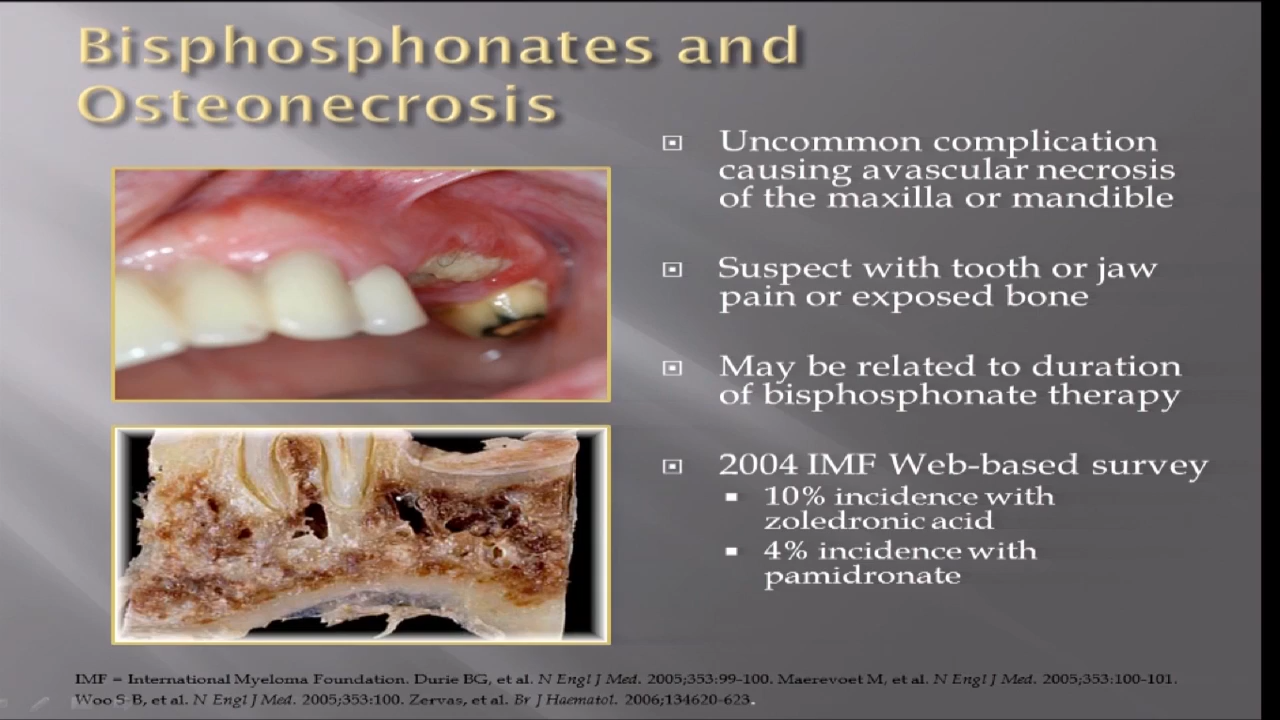 Bisphosphonates and
Osteonecrosis
Uncommon complication
causing avascular necrosis
of the maxilla or mandible
Suspect with tooth or jaw
pain or exposed bone
May be related to duration
of bisphosphonate therapy
2004 IMF Web-based survey
10% incidence with
zoledronic acid
4% incidence with
pamidronate
IMF = International Myeloma Foundation. Durie BG, et al. N Engl J Med. 2005;353:99-100. Maerevoet M, et al. N Engl J Med. 2005;353:100-101.
Woo S-B, et al. N Engl J Med. 2005;353:100. Zervas, et al. Br J Haematol. 2006;134620-623.